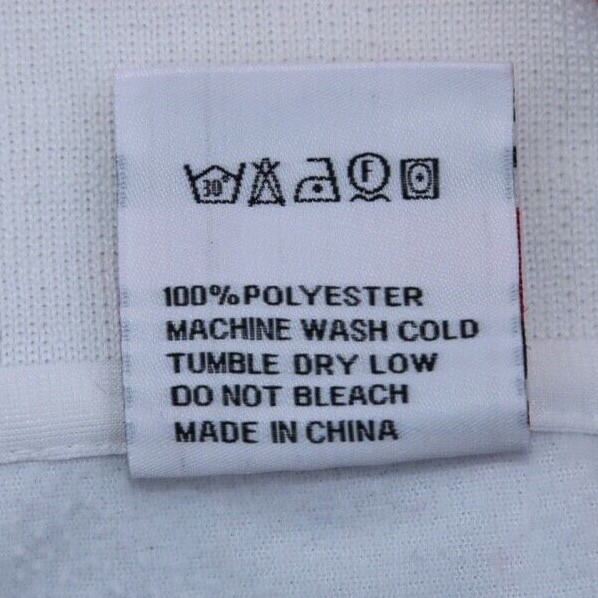 30° F
100% POLYESTER
MACHINE WASH COLD
TUMBLE DRY LOW
DO NOT BLEACH
MADE IN CHINA